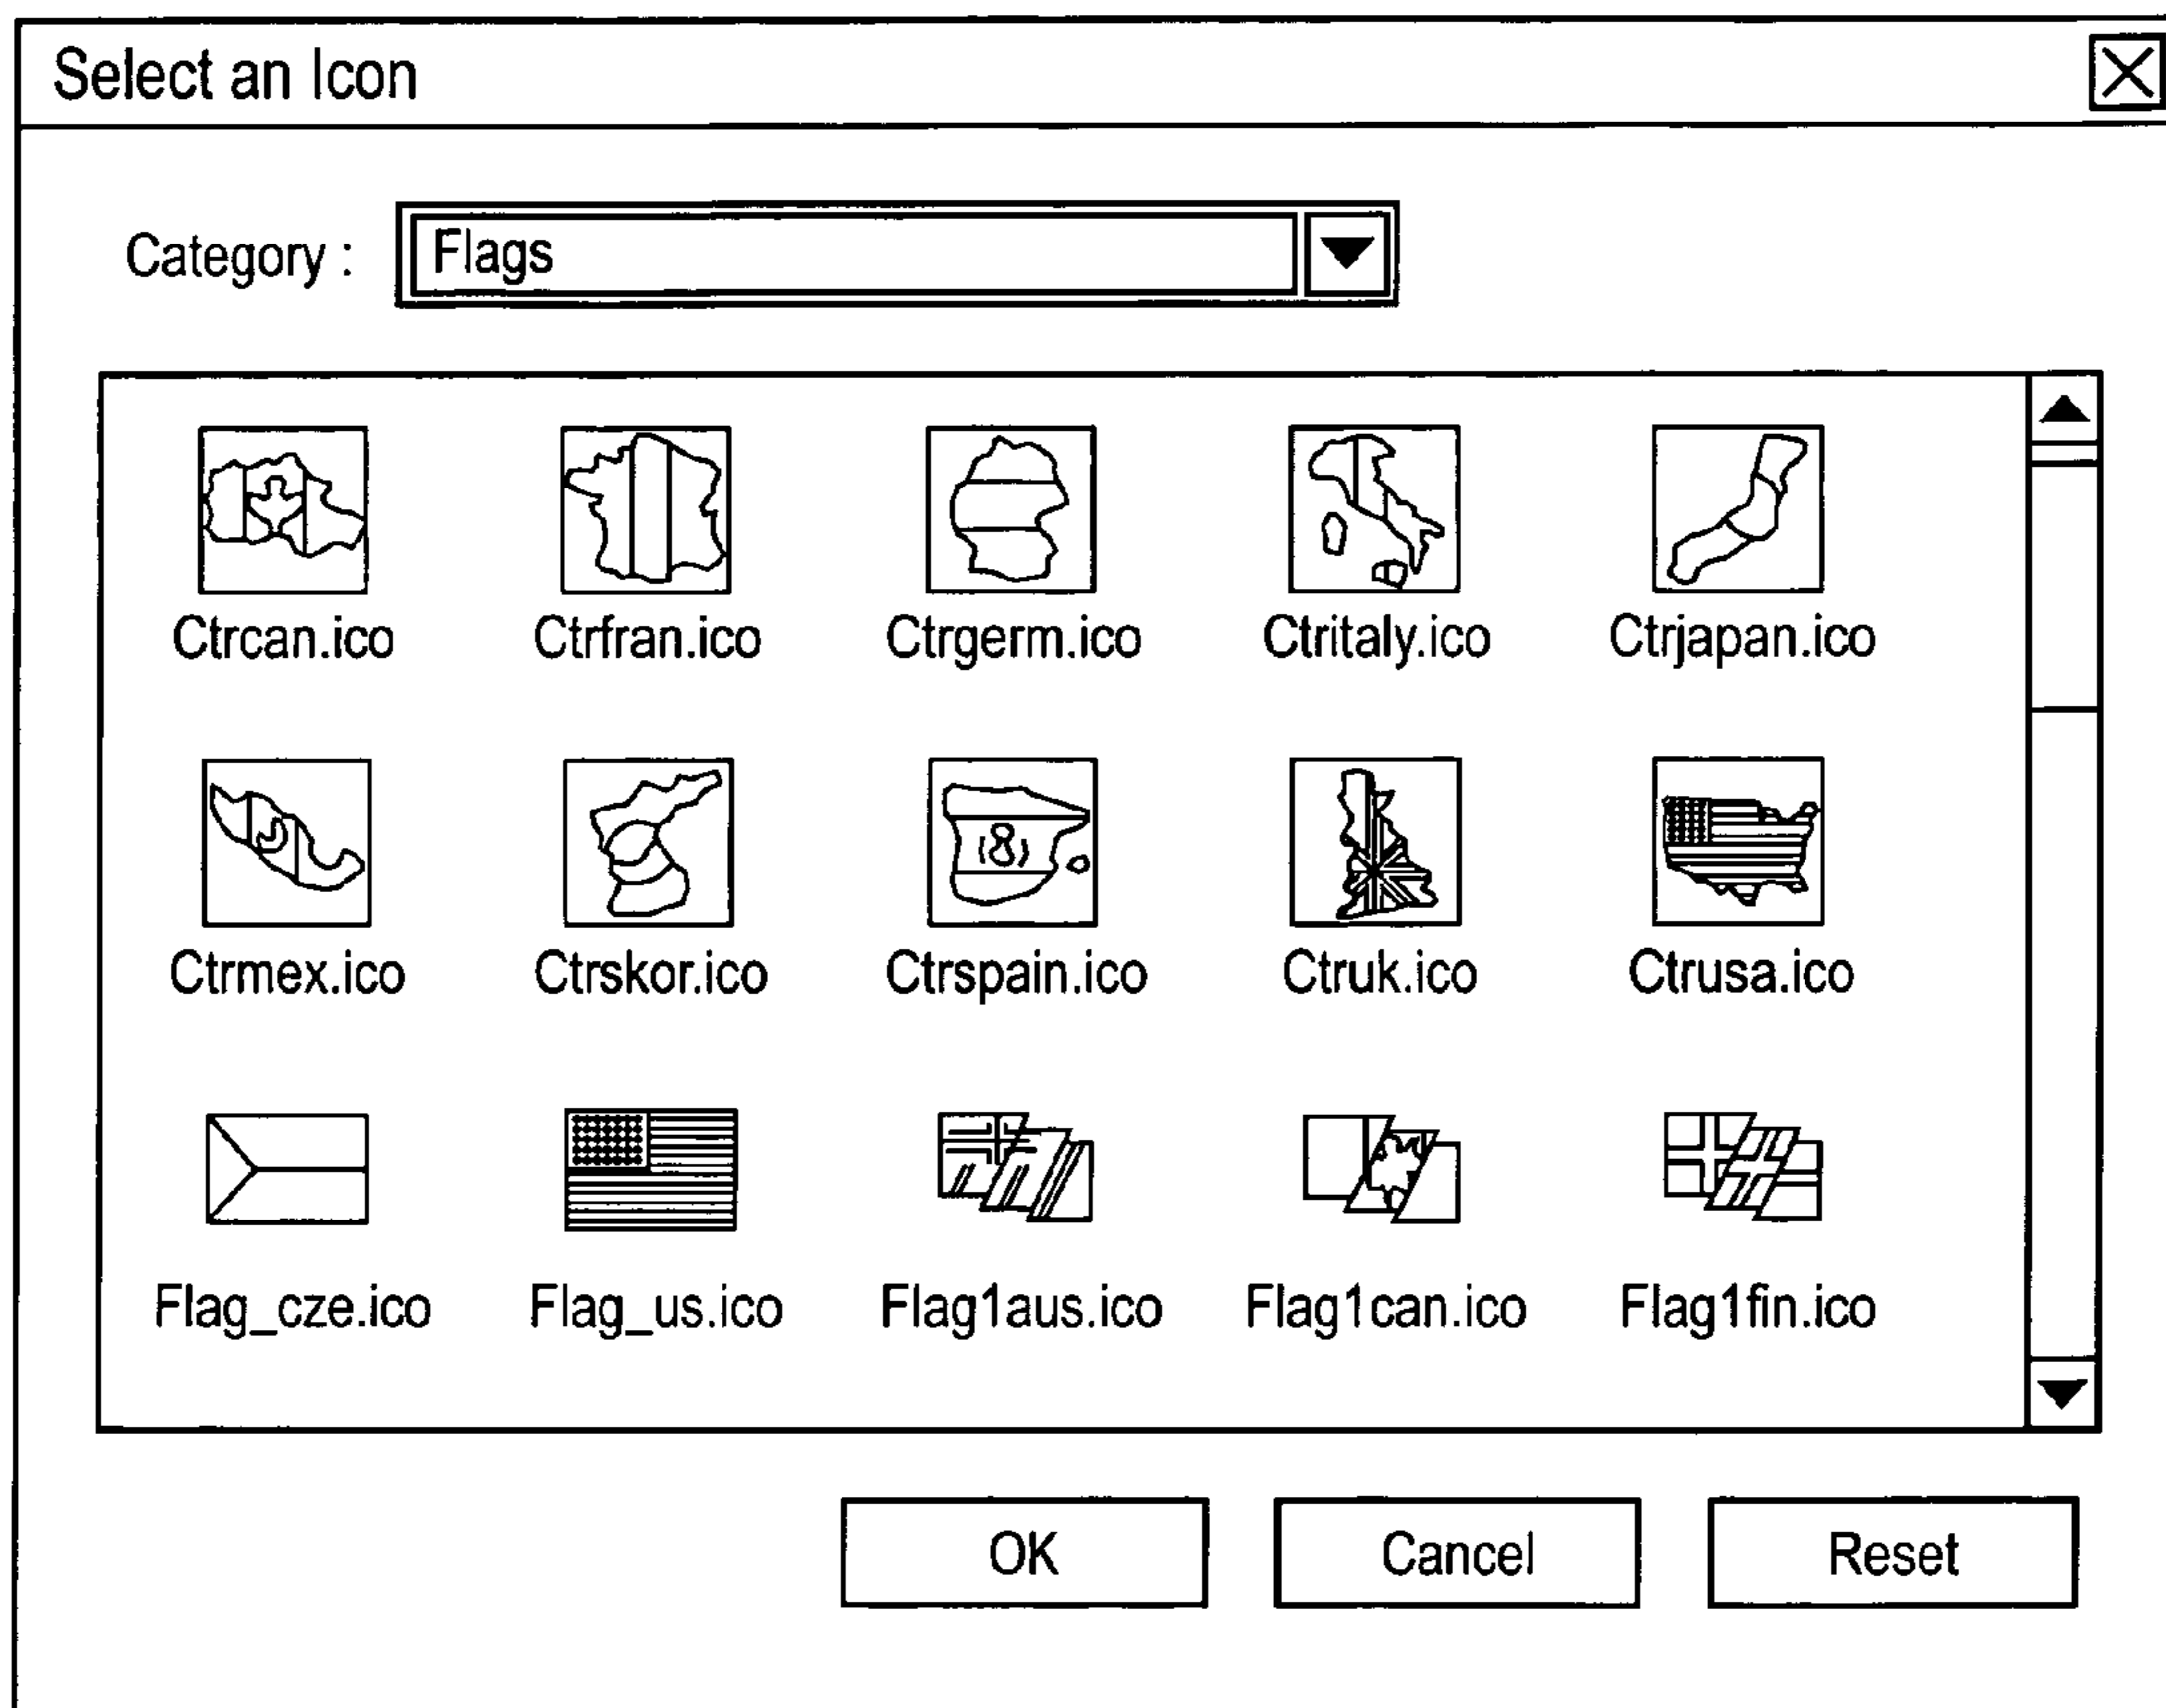 Select an Icon
Category : Flags
Ctrcan.ico Ctrfran.ico Ctrgerm.ico Ctritaly.ico Ctrjapan.ico
Ctrmex.ico Ctrskor.ico Ctrspain.ico Ctruk.ico Ctrusa.ico
Flag_cze.ico Flag_us.ico Flag1aus.ico Flag1can.ico Flag1fin.ico
OK Cancel Reset